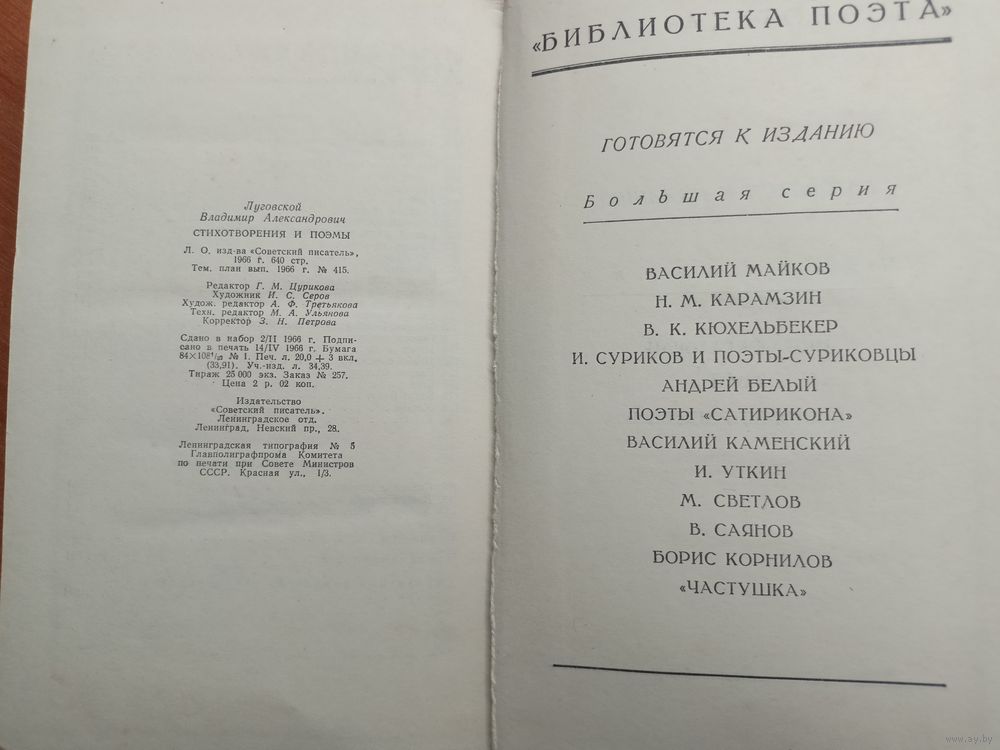 Луговской
Владимир Александрович
СТИХОТВОРЕНИЯ И ПОЭМЫ
Л. О. изд-ва «Советский писатель»,
1966 г. 640 стр.
Тем. план вып. 1966 г. № 415.
Редактор Г. М. Цурикова
Художник И. С. Серов
Худож. редактор А. Ф. Третьякова
Техн. редактор М. А. Ульянова
Корректор З. Н. Петрова
Сдано в набор 2/II 1966 г. Подпи-
сано в печать 14/IV 1966 г. Бумага
84×108¹/₃₂ № 1. Печ. л. 20,0 + 3 вкл.
(33,91). Уч.-изд. л. 34,39.
Тираж 25 000 экз. Заказ № 257.
Цена 2 р. 02 коп.
Издательство
«Советский писатель».
Ленинградское отд.
Ленинград, Невский пр., 28.
Ленинградская типография № 5
Главполиграфпрома Комитета
по печати при Совете Министров
СССР. Красная ул., 1/3.
«БИБЛИОТЕКА ПОЭТА»
ГОТОВЯТСЯ К ИЗДАНИЮ
Большая серия
ВАСИЛИЙ МАЙКОВ
Н. М. КАРАМЗИН
В. К. КЮХЕЛЬБЕКЕР
И. СУРИКОВ И ПОЭТЫ-СУРИКОВЦЫ
АНДРЕЙ БЕЛЫЙ
ПОЭТЫ «САТИРИКОНА»
ВАСИЛИЙ КАМЕНСКИЙ
И. УТКИН
М. СВЕТЛОВ
В. САЯНОВ
БОРИС КОРНИЛОВ
«ЧАСТУШКА»
www.ay.by